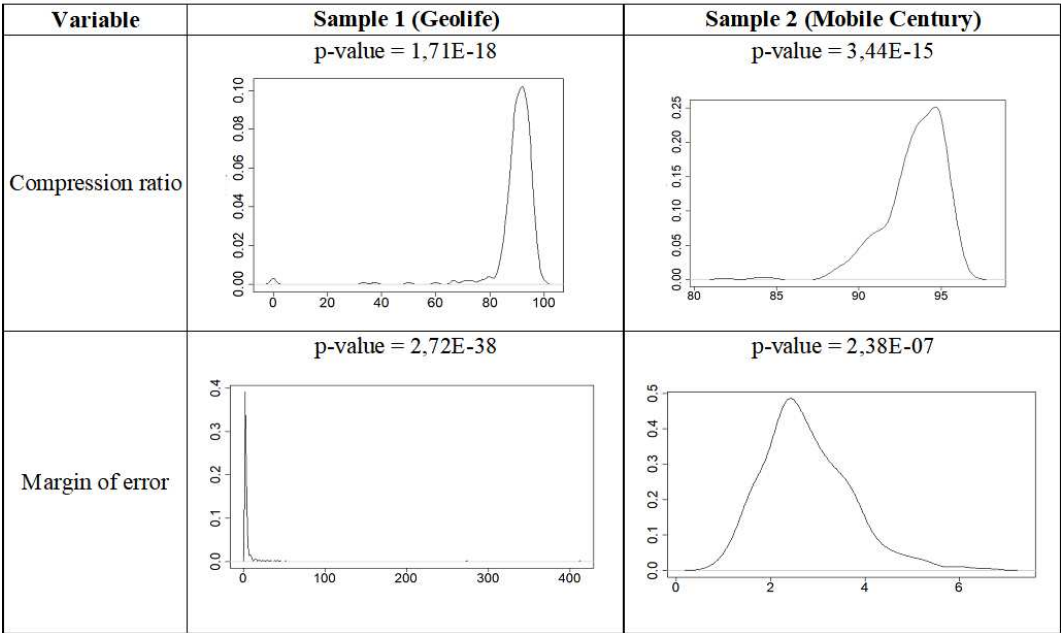 Variable Sample 1 (Geolife) Sample 2 (Mobile Century)
Compression ratio
p-value = 1,71E-18
0.00 0.02 0.04 0.06 0.08 0.10
0 20 40 60 80 100
p-value = 3,44E-15
0.00 0.05 0.10 0.15 0.20 0.25
80 85 90 95
Margin of error
p-value = 2,72E-38
0.0 0.1 0.2 0.3 0.4
0 100 200 300 400
p-value = 2,38E-07
0.0 0.1 0.2 0.3 0.4 0.5
0 2 4 6